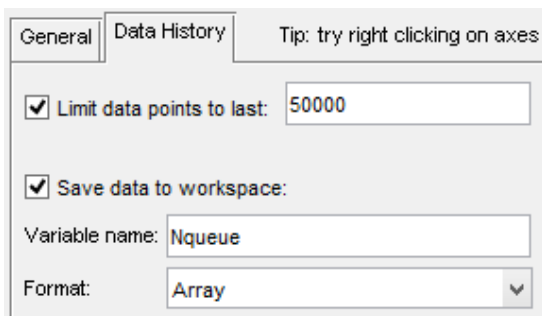 General Data History Tip: try right clicking on axes
Limit data points to last: 50000
Save data to workspace:
Variable name: Nqueue
Format: Array